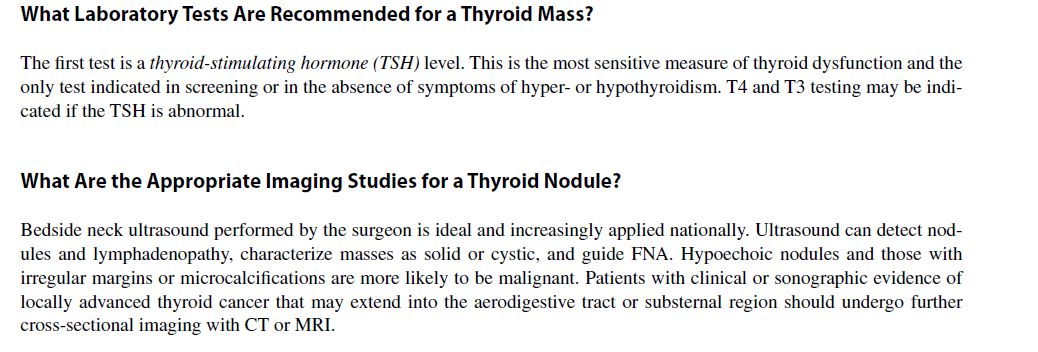 What Laboratory Tests Are Recommended for a Thyroid Mass?
The first test is a thyroid-stimulating hormone (TSH) level. This is the most sensitive measure of thyroid dysfunction and the
only test indicated in screening or in the absence of symptoms of hyper- or hypothyroidism. T4 and T3 testing may be indi-
cated if the TSH is abnormal.
What Are the Appropriate Imaging Studies for a Thyroid Nodule?
Bedside neck ultrasound performed by the surgeon is ideal and increasingly applied nationally. Ultrasound can detect nod-
ules and lymphadenopathy, characterize masses as solid or cystic, and guide FNA. Hypoechoic nodules and those with
irregular margins or microcalcifications are more likely to be malignant. Patients with clinical or sonographic evidence of
locally advanced thyroid cancer that may extend into the aerodigestive tract or substernal region should undergo further
cross-sectional imaging with CT or MRI.